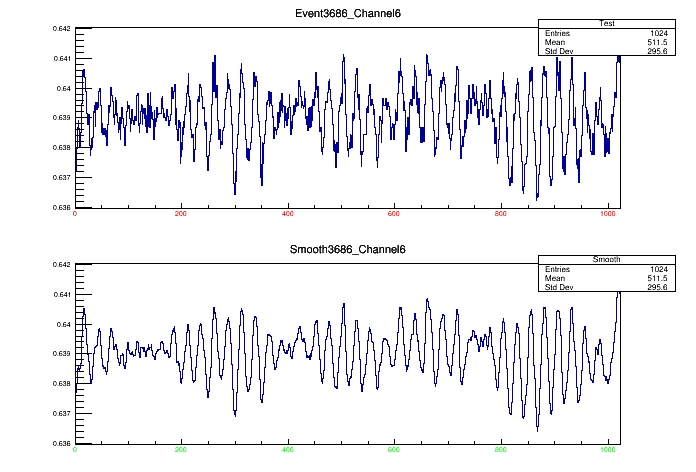 Event3686_Channel6
Test
Entries 1024
Mean 511.5
Std Dev 295.6
0.642
0.641
0.64
0.639
0.638
0.637
0.636
0 200 400 600 800 1000
Smooth3686_Channel6
Smooth
Entries 1024
Mean 511.5
Std Dev 295.6
0.642
0.641
0.64
0.639
0.638
0.637
0.636
0 200 400 600 800 1000